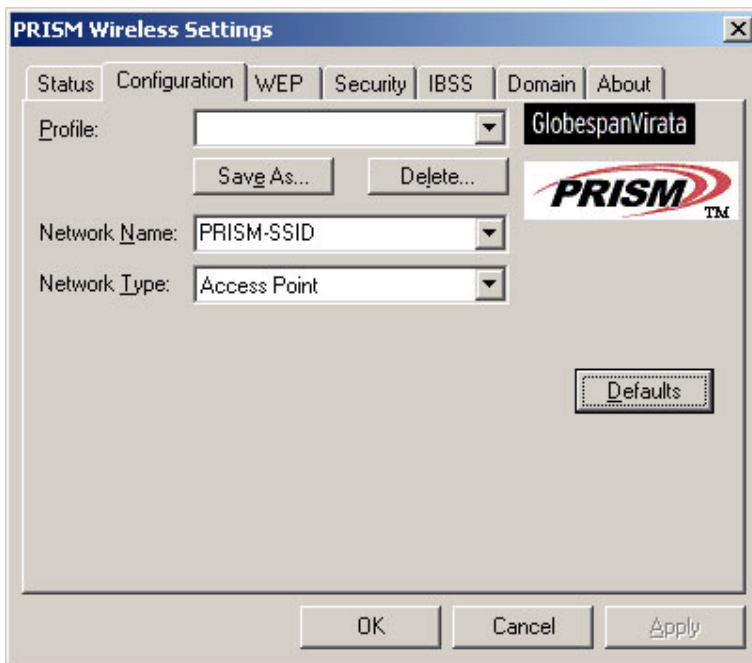 PRISM Wireless Settings
Status Configuration WEP Security IBSS Domain About
Profile:
GlobespanVirata
Save As... Delete...
PRISM
TM
Network Name: PRISM-SSID
Network Type: Access Point
Defaults
OK Cancel Apply